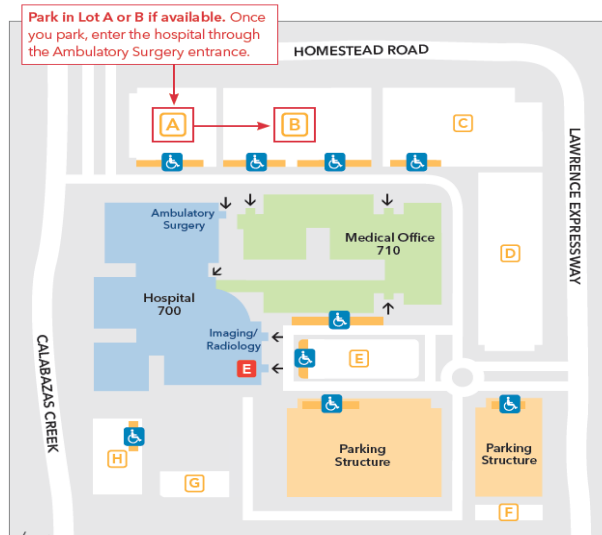 Park in Lot A or B if available. Once
you park, enter the hospital through
the Ambulatory Surgery entrance.
HOMESTEAD ROAD
A
B
C
LAWRENCE EXPRESSWAY
Ambulatory
Surgery
Medical Office
710
D
Hospital
700
Imaging/
Radiology
E
E
CALABAZAS CREEK
H
G
Parking
Structure
Parking
Structure
F